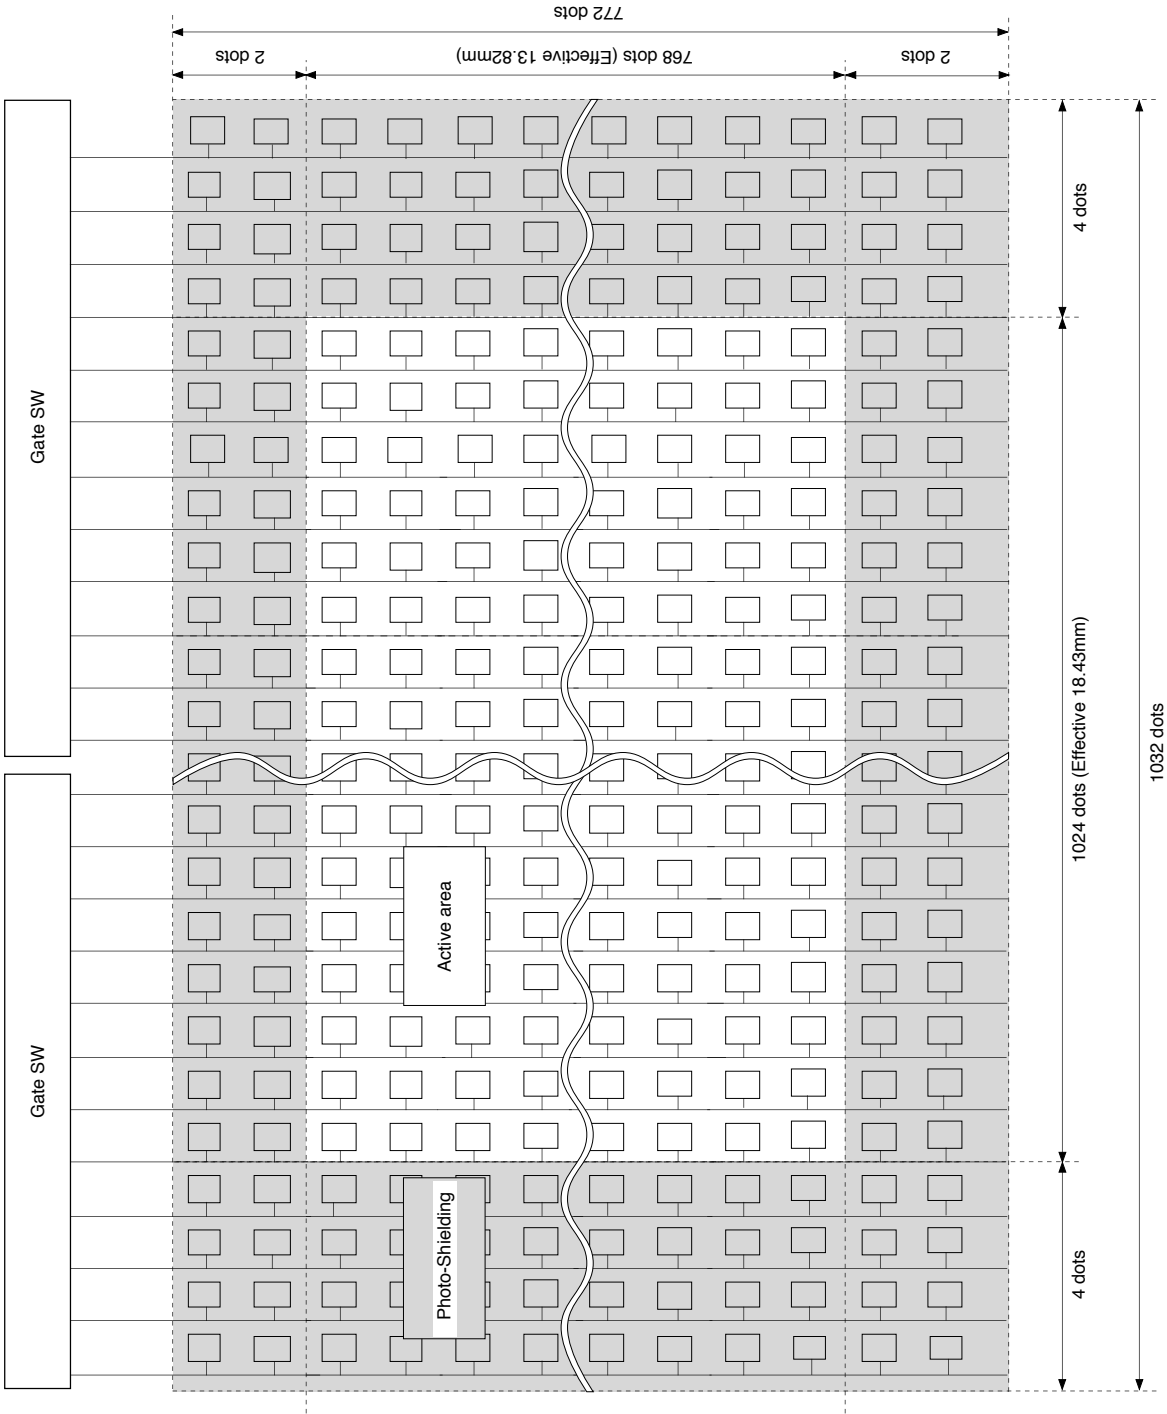 772 dots
2 dots
768 dots (Effective 13.82mm)
2 dots
Gate SW
Gate SW
Active area
Photo-Shielding
4 dots
1024 dots (Effective 18.43mm)
4 dots
1032 dots